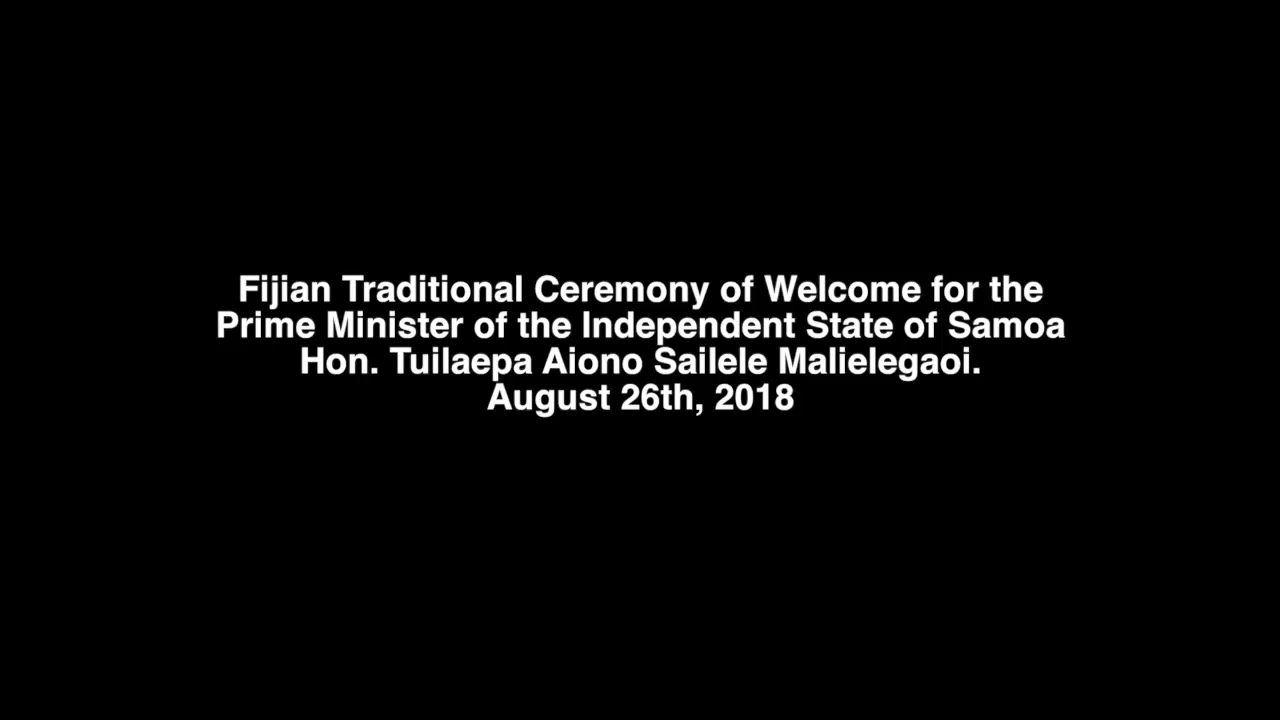 Fijian Traditional Ceremony of Welcome for the
Prime Minister of the Independent State of Samoa
Hon. Tuilaepa Aiono Sailele Malielegaoi.
August 26th, 2018